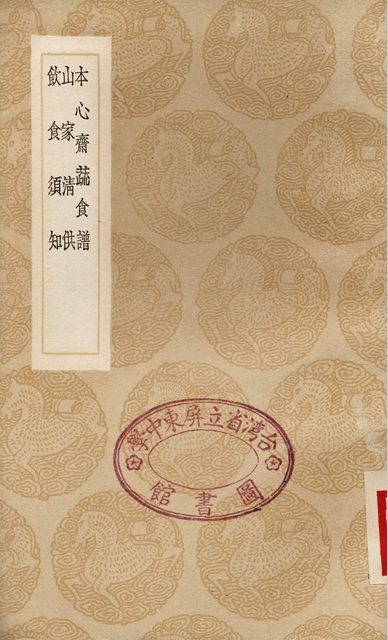 本心齋蔬食譜
山家清供
飲食須知
台灣省立屏東中學
圖書館